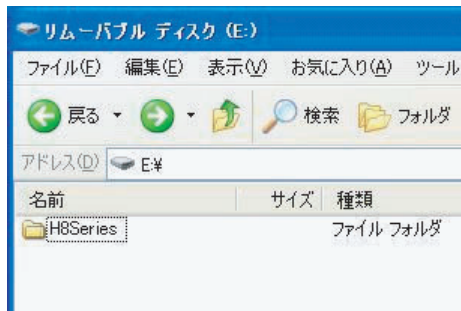 リムーバブル ディスク (E:)
ファイル(F) 編集(E) 表示(V) お気に入り(A) ツール
戻る 検索 フォルダ
アドレス(D) E:¥
名前 サイズ 種類
H8Series ファイル フォルダ